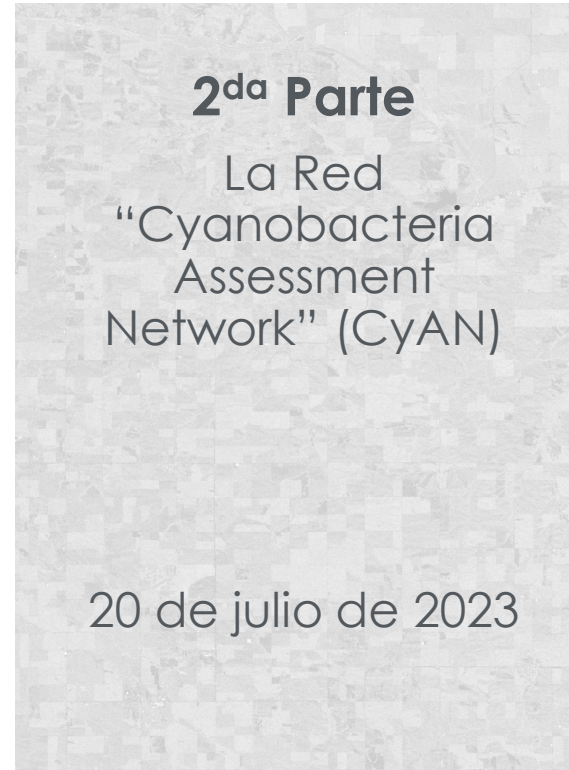 2da Parte
La Red
“Cyanobacteria
Assessment
Network” (CyAN)
20 de julio de 2023